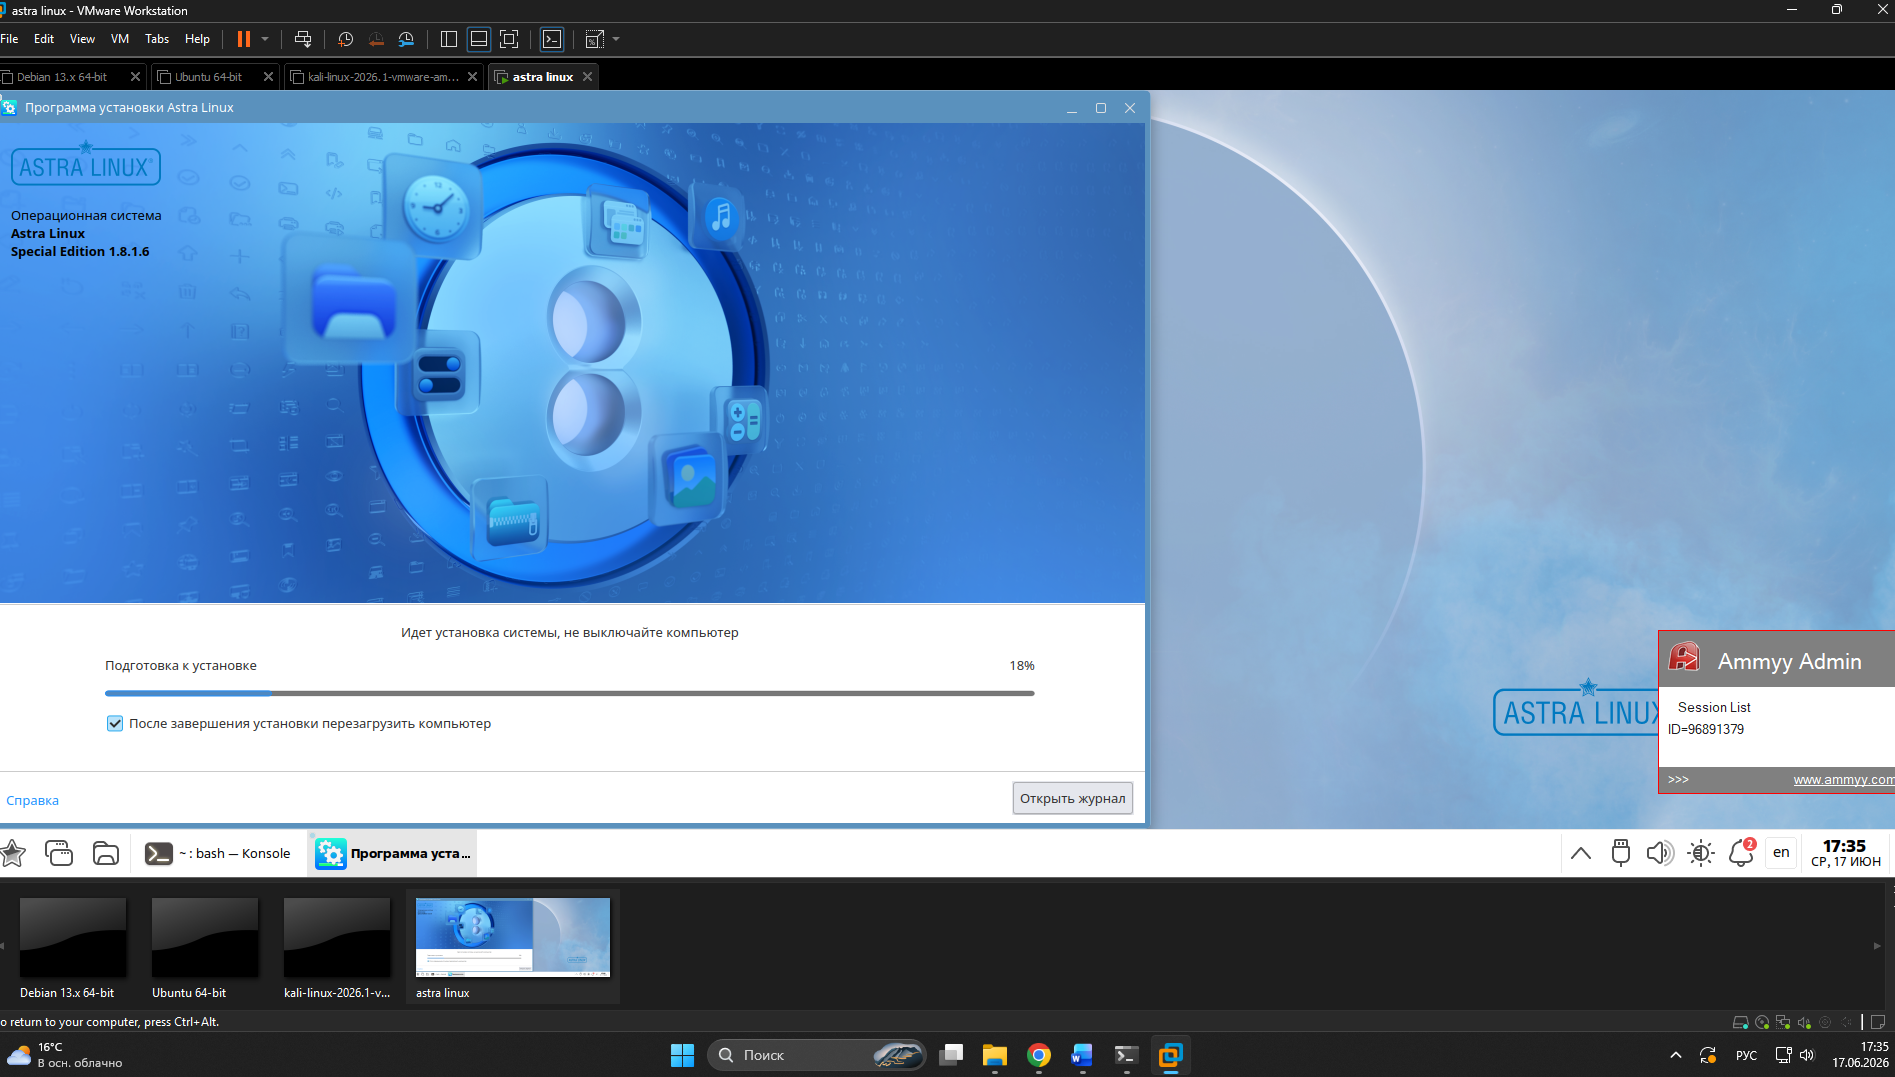 astra linux - VMware Workstation
File Edit View VM Tabs Help
Debian 13.x 64-bit
Ubuntu 64-bit
kali-linux-2026.1-vmware-am...
astra linux
Программа установки Astra Linux
ASTRA LINUX®
Операционная система
Astra Linux
Special Edition 1.8.1.6
Идет установка системы, не выключайте компьютер
Подготовка к установке 18%
После завершения установки перезагрузить компьютер
Справка
Открыть журнал
ASTRA LINUX
Ammyy Admin
Session List
ID=96891379
>>> www.ammyy.com
~ : bash — Konsole
Программа уста...
2
en
17:35
СР, 17 ИЮН
Debian 13.x 64-bit
Ubuntu 64-bit
kali-linux-2026.1-v...
astra linux
o return to your computer, press Ctrl+Alt.
16°C
В осн. облачно
Поиск
РУС
17:35
17.06.2026